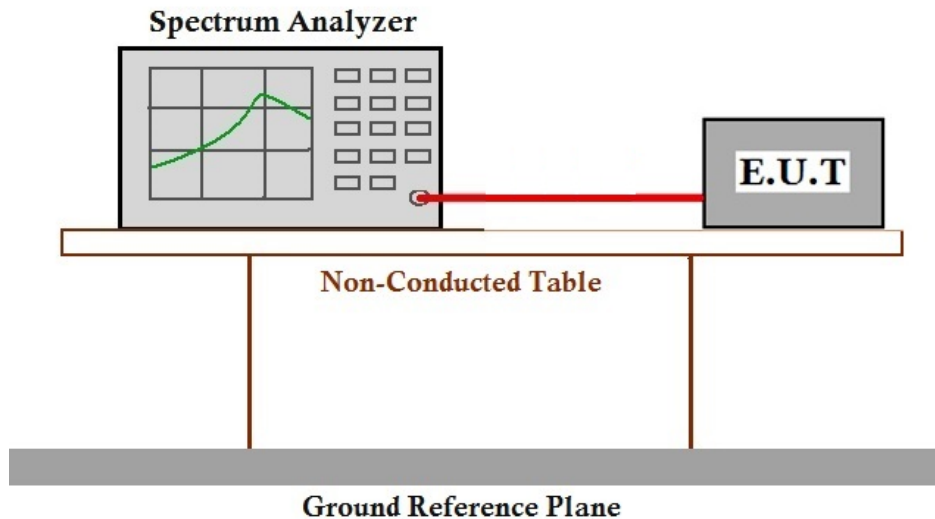 Spectrum Analyzer
E.U.T
Non-Conducted Table
Ground Reference Plane